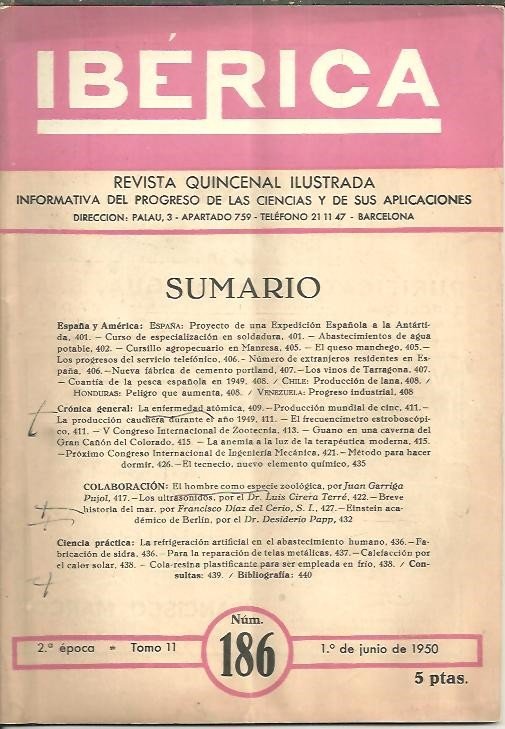 IBÉRICA
REVISTA QUINCENAL ILUSTRADA
INFORMATIVA DEL PROGRESO DE LAS CIENCIAS Y DE SUS APLICACIONES
DIRECCION: PALAU, 3 - APARTADO 759 - TELÉFONO 21 11 47 - BARCELONA
SUMARIO
España y América: ESPAÑA: Proyecto de una Expedición Española a la Antárti-
da, 401. — Curso de especialización en soldadura, 401. — Abastecimientos de agua
potable, 402. — Cursillo agropecuario en Manresa, 405. — El queso manchego, 405. —
Los progresos del servicio telefónico, 406. - Número de extranjeros residentes en Es-
paña, 406. —Nueva fábrica de cemento portland, 407. —Los vinos de Tarragona, 407.
— Cuantía de la pesca española en 1949, 408. / CHILE: Producción de lana, 408. /
HONDURAS: Peligro que aumenta, 408. / VENEZUELA: Progreso industrial, 408
Crónica general: La enfermedad atómica, 409. —Producción mundial de cinc, 411. —
La producción cauchera durante el año 1949, 411. — El frecuencímetro estroboscópi-
co, 411. — V Congreso Internacional de Zootecnia, 413. — Guano en una caverna del
Gran Cañón del Colorado, 415 — La anemia a la luz de la terapéutica moderna, 415.
—Próximo Congreso Internacional de Ingeniería Mecánica, 421. —Método para hacer
dormir, 426. — El tecnecio, nuevo elemento químico, 435
COLABORACIÓN: El hombre como especie zoológica, por Juan Garriga
Pujol, 417. — Los ultrasonidos, por el Dr. Luis Cirera Terré, 422. — Breve
historia del mar, por Francisco Díaz del Cerio, S. I., 427. — Einstein aca-
démico de Berlín, por el Dr. Desiderio Papp, 432
Ciencia práctica: La refrigeración artificial en el abastecimiento humano, 436. — Fa-
bricación de sidra, 436. — Para la reparación de telas metálicas, 437. — Calefacción por
el calor solar, 438. - Cola-resina plastificante para ser empleada en frío, 438. / Con-
sultas: 439. / Bibliografía: 440
2.ª época * Tomo 11
Núm.
186
1.º de junio de 1950
5 ptas.